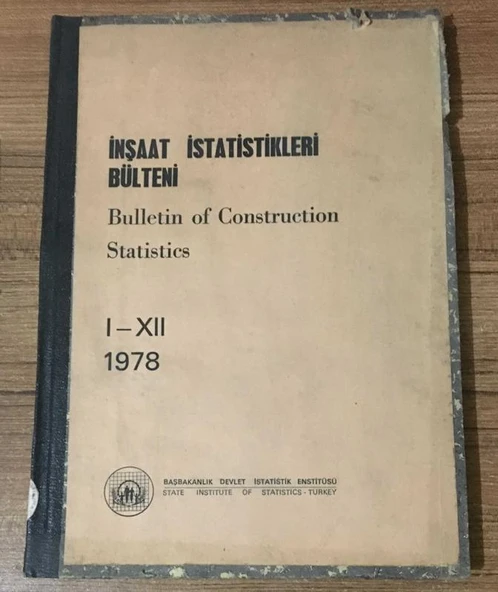 İNŞAAT İSTATİSTİKLERİ
BÜLTENİ
Bulletin of Construction
Statistics
I–XII
1978
BAŞBAKANLIK DEVLET İSTATİSTİK ENSTİTÜSÜ
STATE INSTITUTE OF STATISTICS - TURKEY